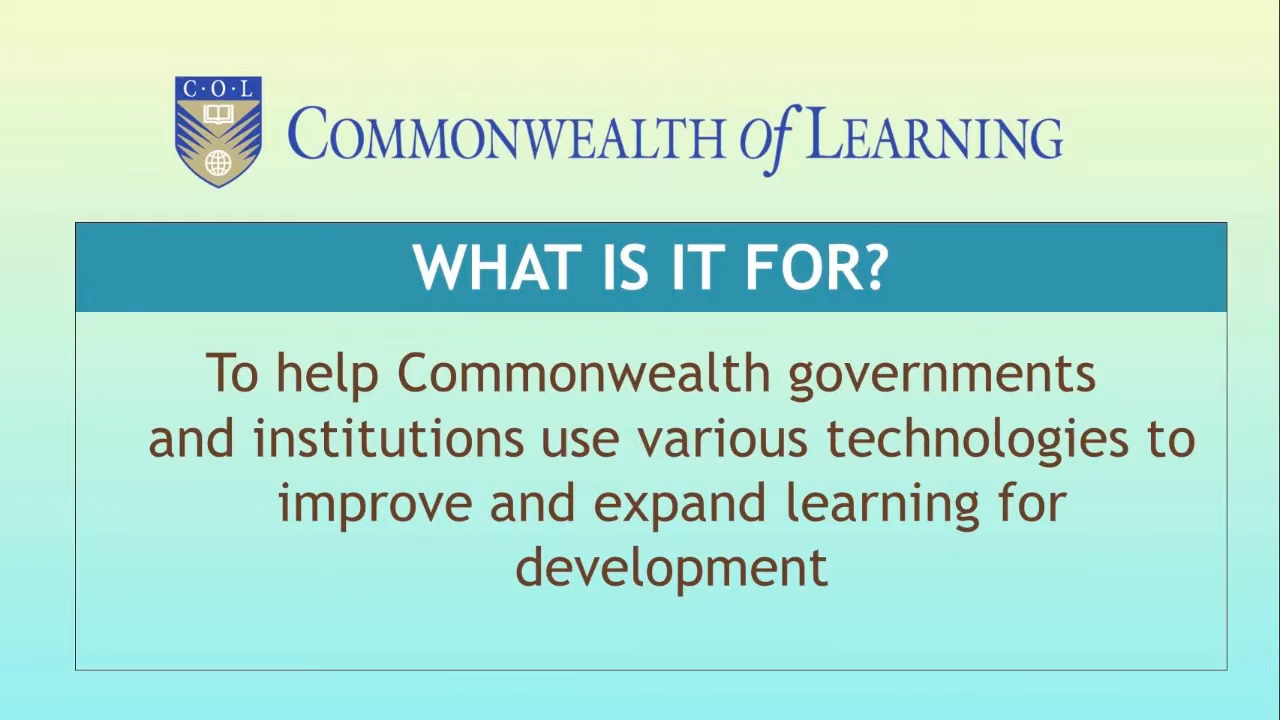 C·O·L
COMMONWEALTH of LEARNING
WHAT IS IT FOR?
To help Commonwealth governments
and institutions use various technologies to
improve and expand learning for
development